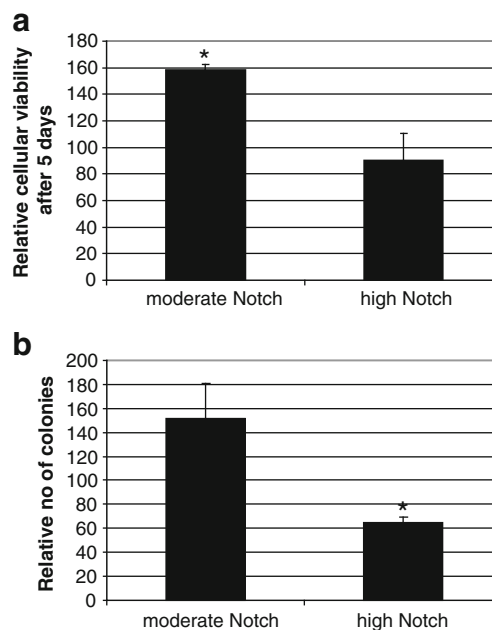 a
Relative cellular viability
after 5 days
180
160
140
120
100
80
60
40
20
0
*
moderate Notch
high Notch
b
Relative no of colonies
200
180
160
140
120
100
80
60
40
20
0
*
moderate Notch
high Notch